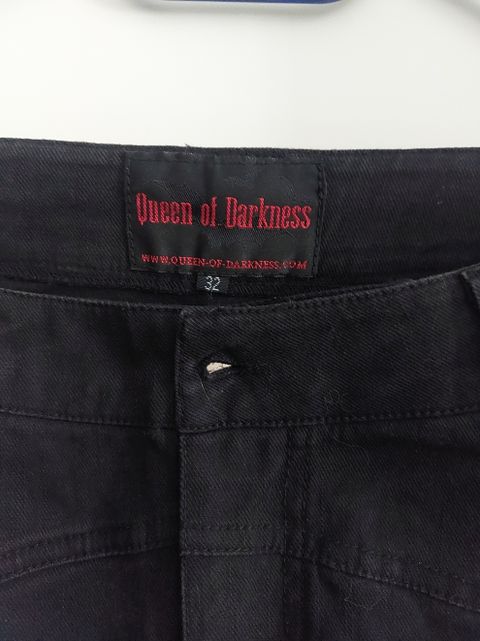 Queen of Darkness
WWW.QUEEN-OF-DARKNESS.COM
32